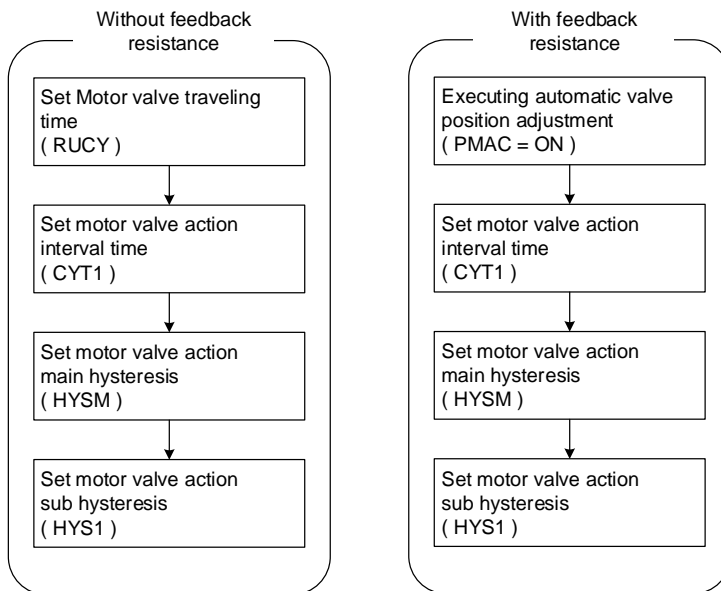 Without feedback
resistance
Set Motor valve traveling
time
( RUCY )
Set motor valve action
interval time
( CYT1 )
Set motor valve action
main hysteresis
( HYSM )
Set motor valve action
sub hysteresis
( HYS1 )
With feedback
resistance
Executing automatic valve
position adjustment
( PMAC = ON )
Set motor valve action
interval time
( CYT1 )
Set motor valve action
main hysteresis
( HYSM )
Set motor valve action
sub hysteresis
( HYS1 )